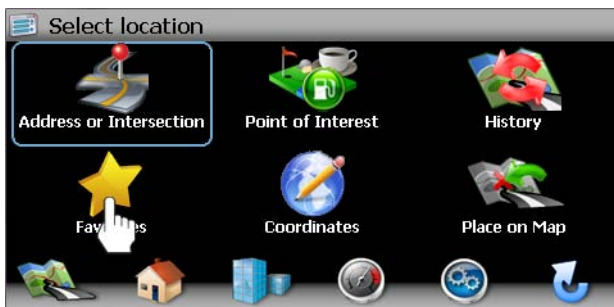 Select location
Address or Intersection
Point of Interest
History
Coordinates
Place on Map